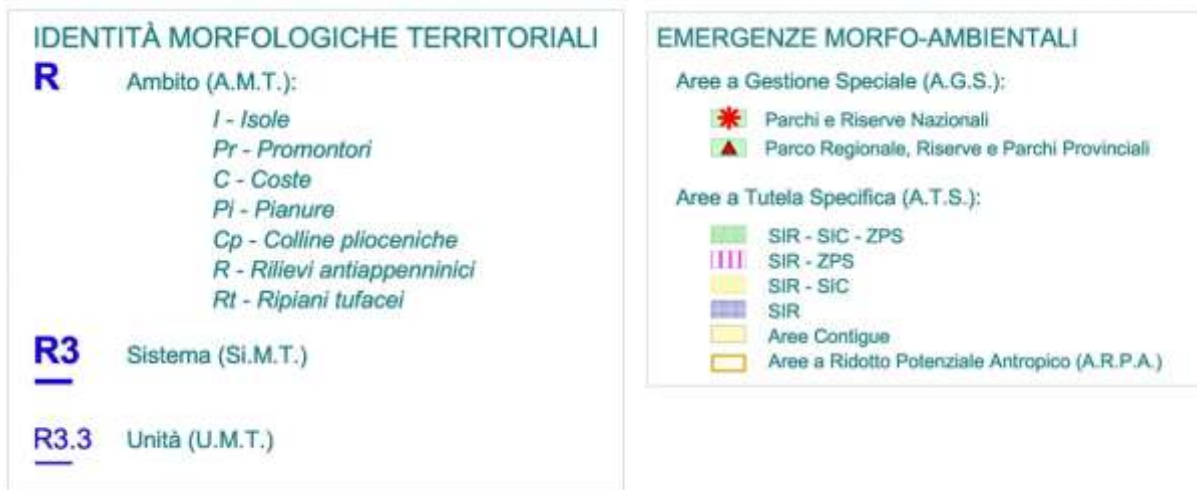 IDENTITÀ MORFOLOGICHE TERRITORIALI
R Ambito (A.M.T.):
I - Isole
Pr - Promontori
C - Coste
Pi - Pianure
Cp - Colline plioceniche
R - Rilievi antiappenninici
Rt - Ripiani tufacei
R3 Sistema (Si.M.T.)
R3.3 Unità (U.M.T.)
EMERGENZE MORFO-AMBIENTALI
Aree a Gestione Speciale (A.G.S.):
Parchi e Riserve Nazionali
Parco Regionale, Riserve e Parchi Provinciali
Aree a Tutela Specifica (A.T.S.):
SIR - SIC - ZPS
SIR - ZPS
SIR - SIC
SIR
Aree Contigue
Aree a Ridotto Potenziale Antropico (A.R.P.A.)